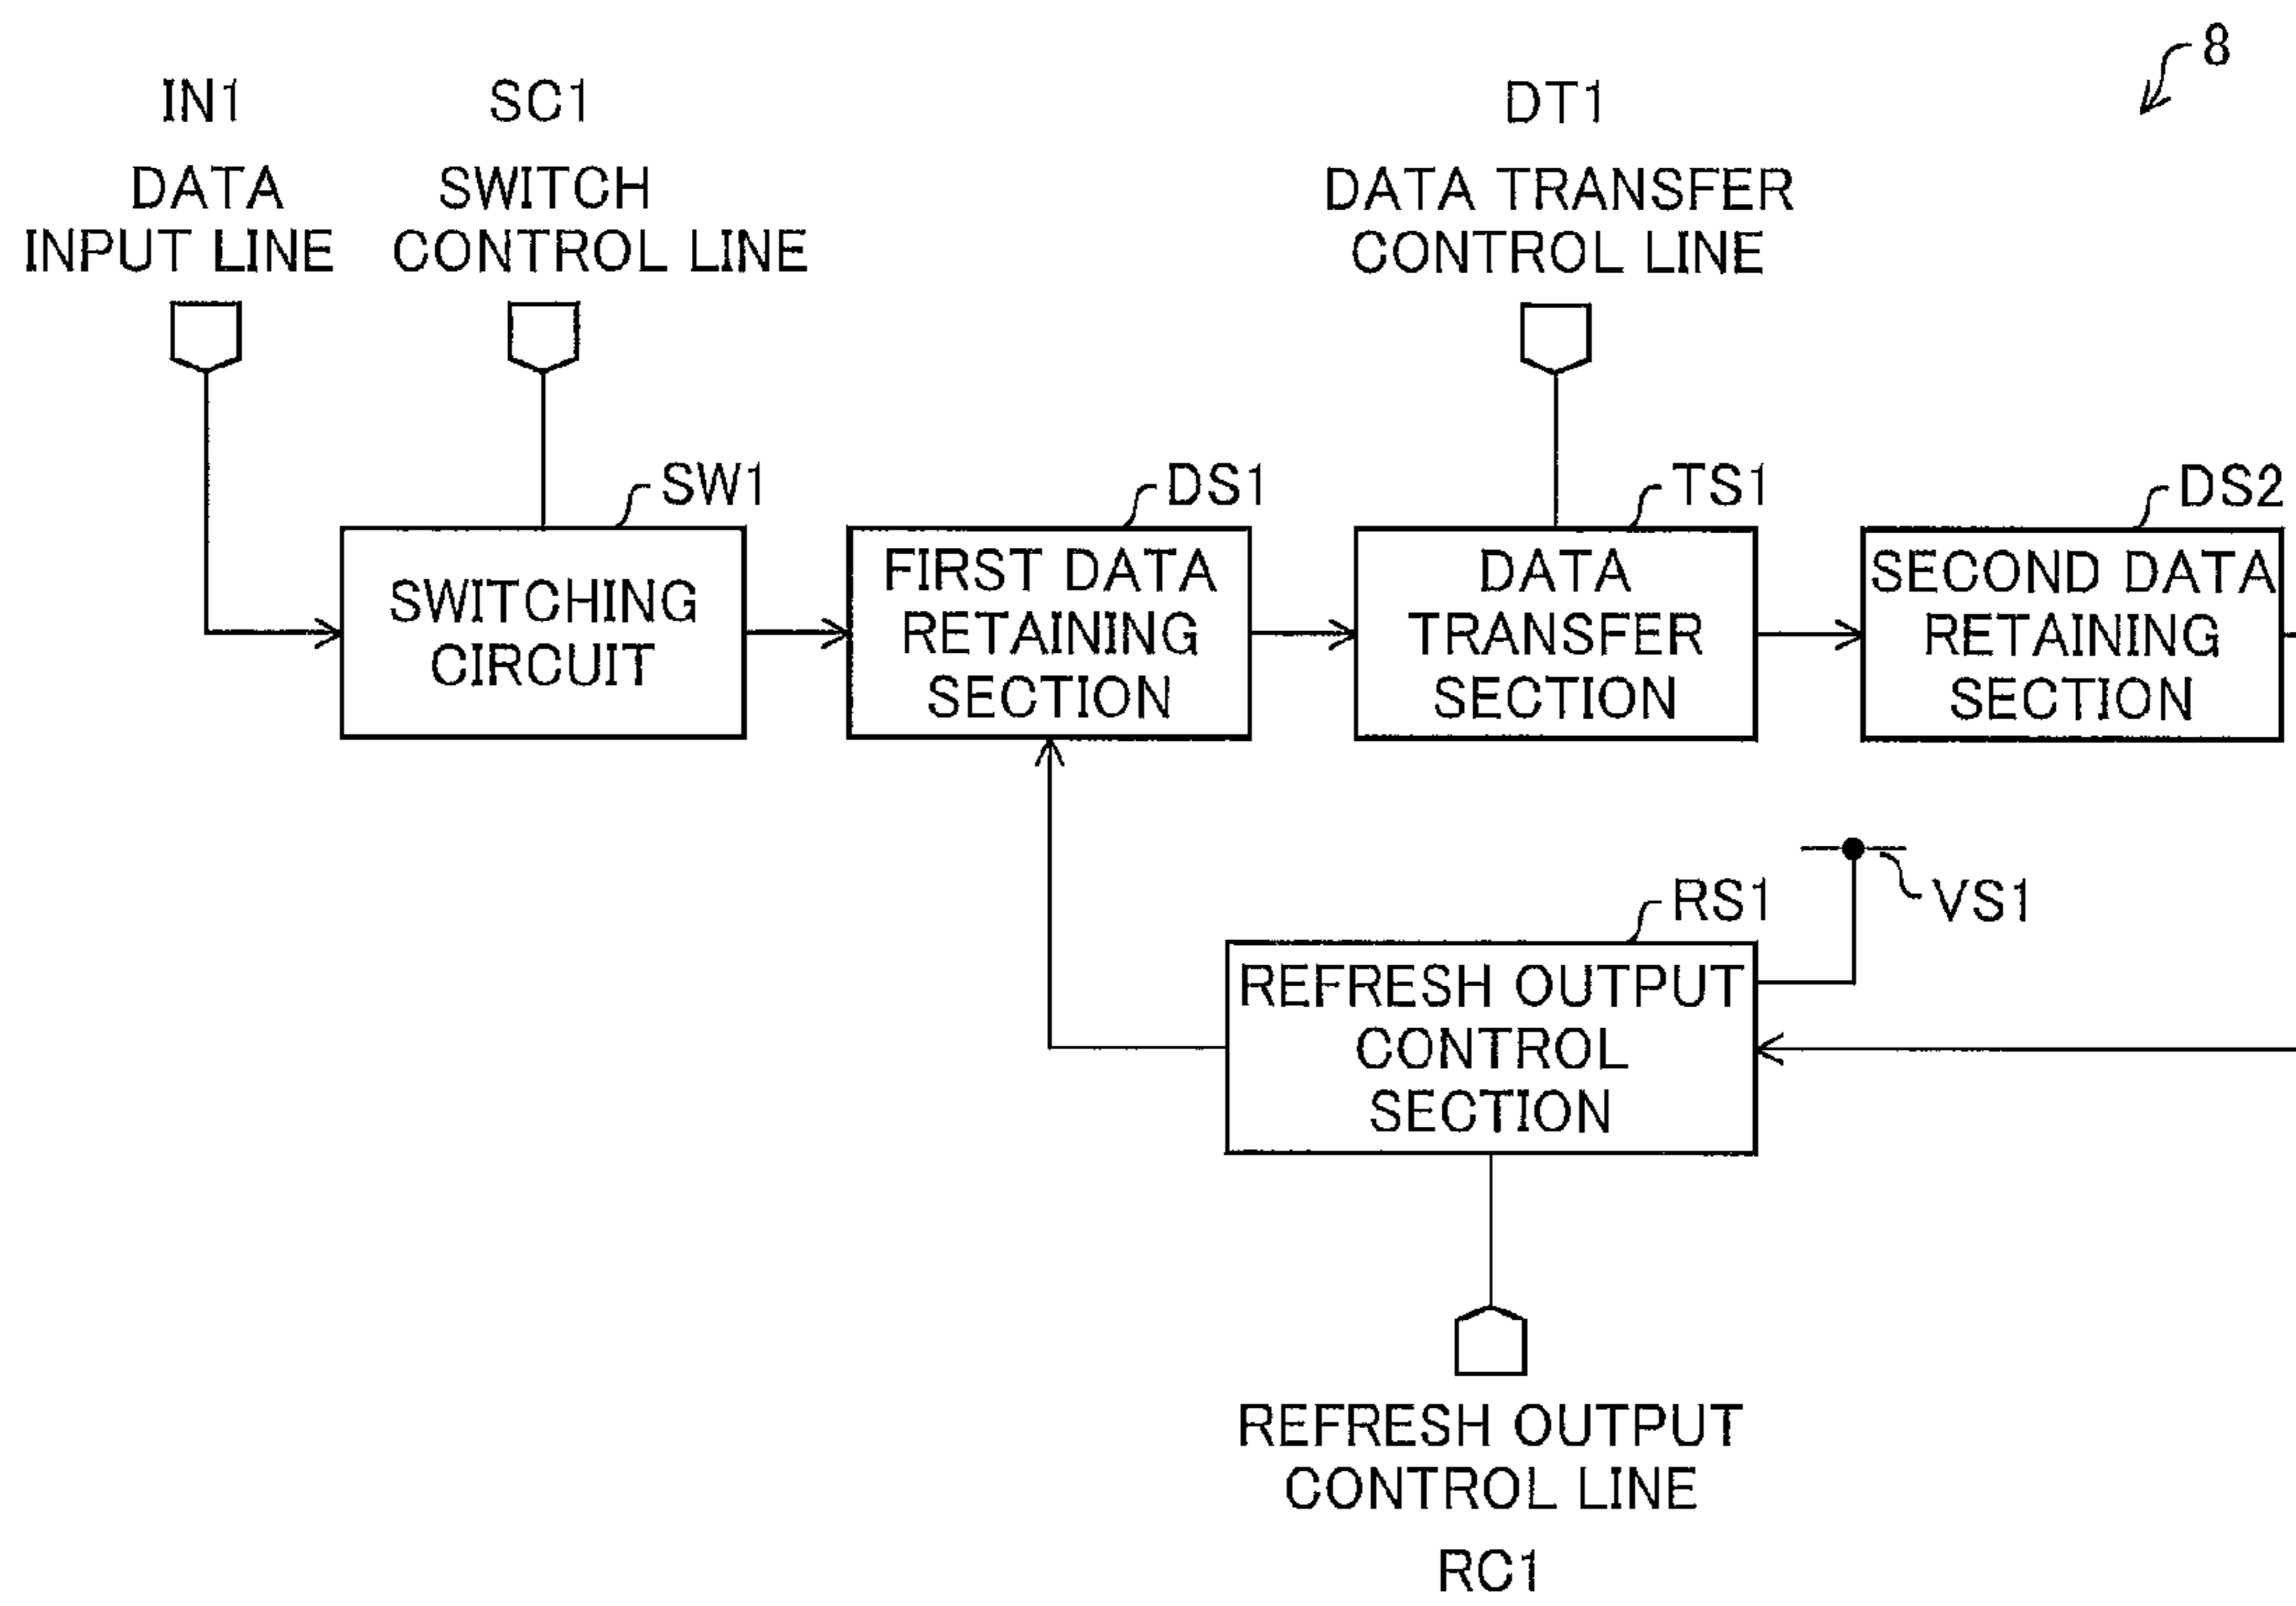 8
IN1
DATA
INPUT LINE
SC1
SWITCH
CONTROL LINE
DT1
DATA TRANSFER
CONTROL LINE
SW1
SWITCHING
CIRCUIT
DS1
FIRST DATA
RETAINING
SECTION
TS1
DATA
TRANSFER
SECTION
DS2
SECOND DATA
RETAINING
SECTION
VS1
RS1
REFRESH OUTPUT
CONTROL
SECTION
REFRESH OUTPUT
CONTROL LINE
RC1